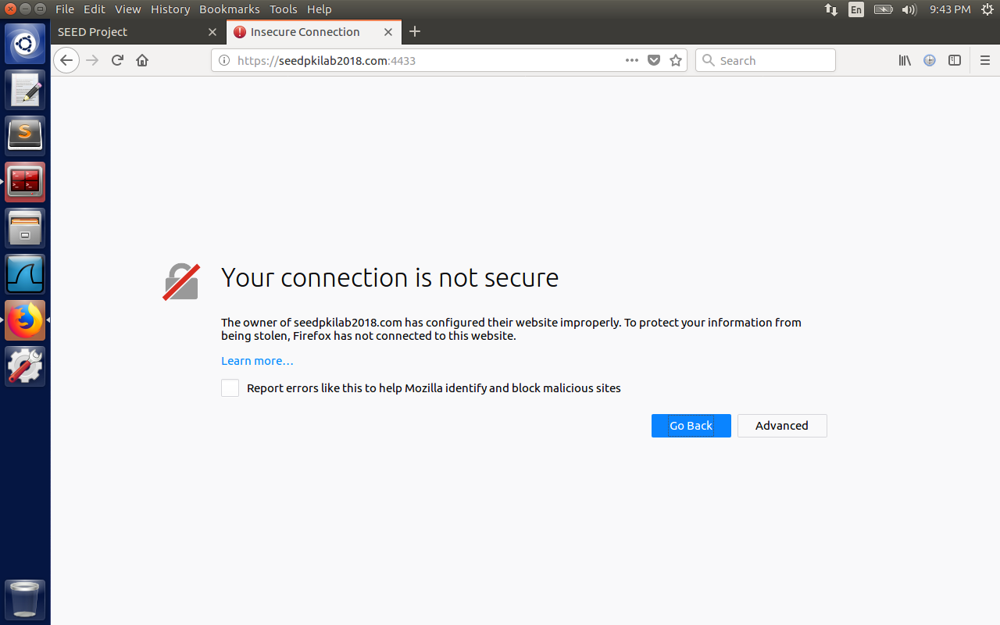 File Edit View History Bookmarks Tools Help
En
9:43 PM
SEED Project
Insecure Connection
https://seedpkilab2018.com:4433
Search
Your connection is not secure
The owner of seedpkilab2018.com has configured their website improperly. To protect your information from
being stolen, Firefox has not connected to this website.
Learn more…
Report errors like this to help Mozilla identify and block malicious sites
Go Back
Advanced